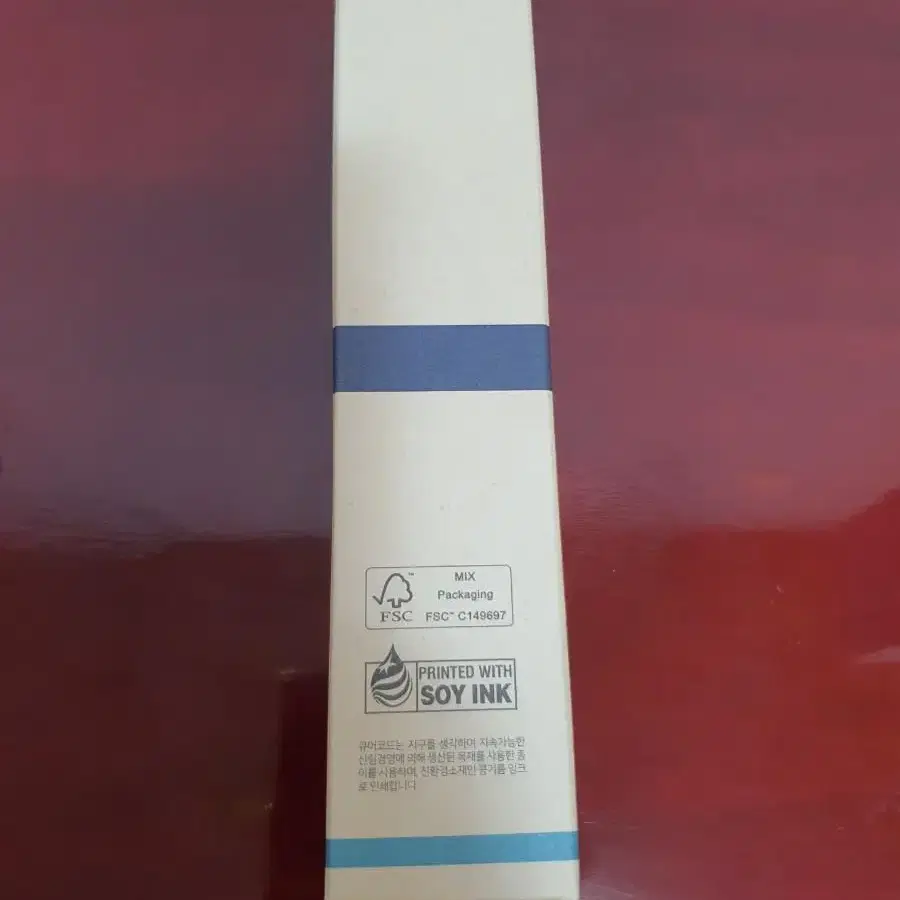 MIX
Packaging
FSC™ C149697
FSC
PRINTED WITH
SOY INK
큐어코드는 지구를 생각하며 지속가능한
산림경영에 의해 생산된 목재를 사용한 종
이를 사용하며, 친환경소재인 콩기름 잉크
로 인쇄합니다